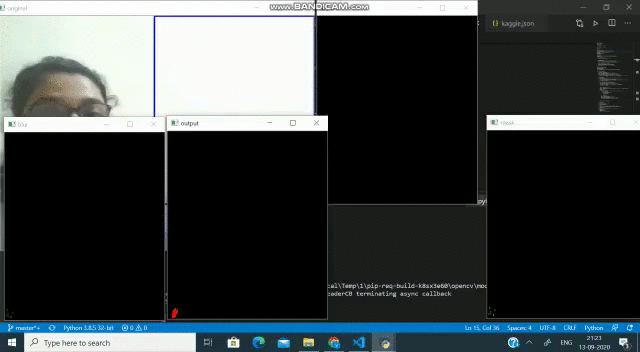 original
www.BANDICAM.com
kaggle.json
blur
output
mask
cal\Temp\1\pip-req-build-k8sx3e60\opencv\mod
eaderCB terminating async callback
master*+
Python 3.8.5 32-bit
0
0
Ln 15, Col 36
Spaces: 4
UTF-8
CRLF
Python
Type here to search
ENG
21:23
13-09-2020